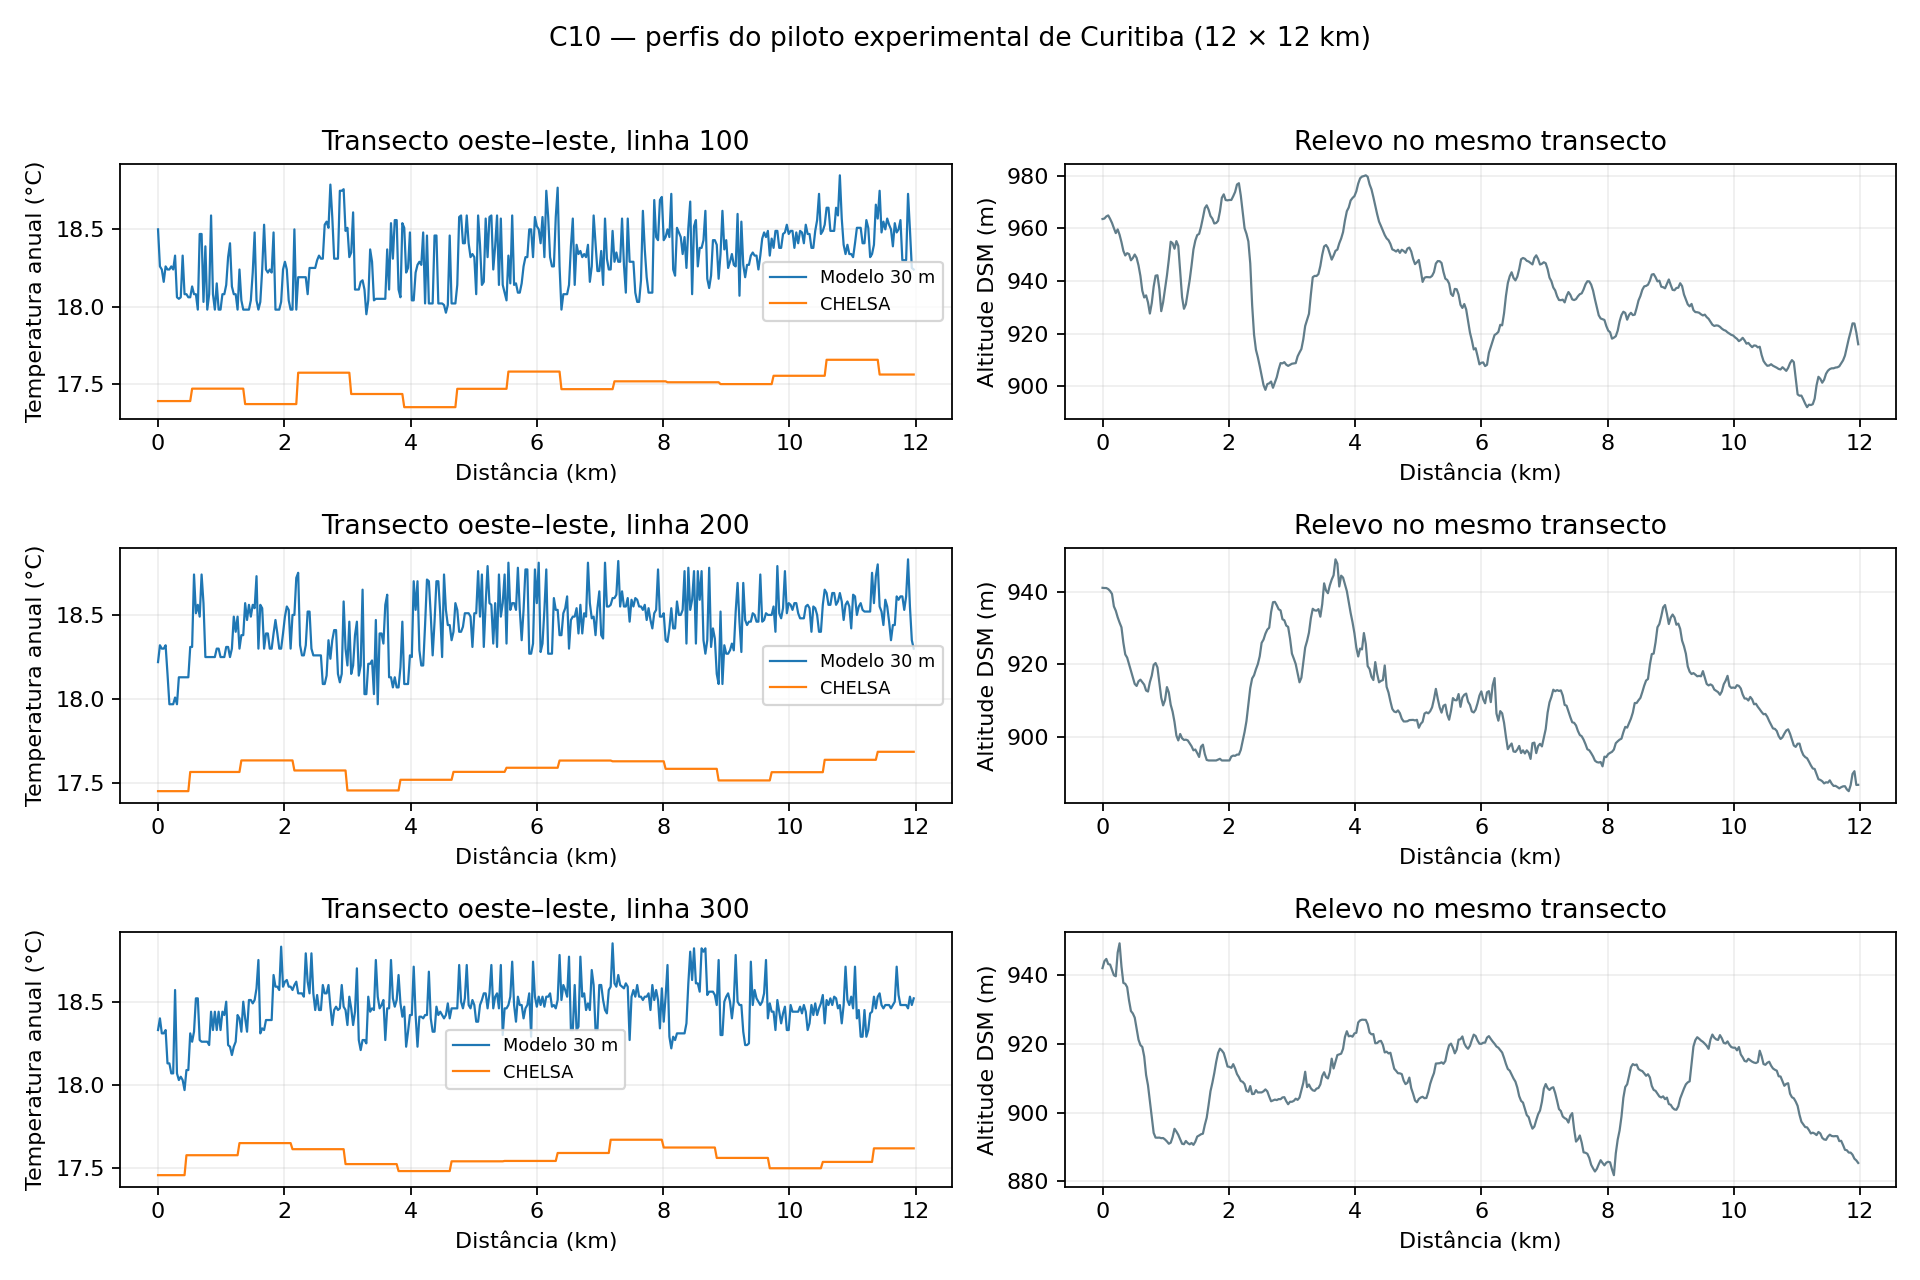 C10 — perfis do piloto experimental de Curitiba (12 × 12 km)
Transecto oeste–leste, linha 100
Temperatura anual (°C)
18.5
18.0
17.5
Modelo 30 m
CHELSA
0 2 4 6 8 10 12
Distância (km)
Relevo no mesmo transecto
Altitude DSM (m)
980
960
940
920
900
0 2 4 6 8 10 12
Distância (km)
Transecto oeste–leste, linha 200
Temperatura anual (°C)
18.5
18.0
17.5
Modelo 30 m
CHELSA
0 2 4 6 8 10 12
Distância (km)
Relevo no mesmo transecto
Altitude DSM (m)
940
920
900
0 2 4 6 8 10 12
Distância (km)
Transecto oeste–leste, linha 300
Temperatura anual (°C)
18.5
18.0
17.5
Modelo 30 m
CHELSA
0 2 4 6 8 10 12
Distância (km)
Relevo no mesmo transecto
Altitude DSM (m)
940
920
900
880
0 2 4 6 8 10 12
Distância (km)